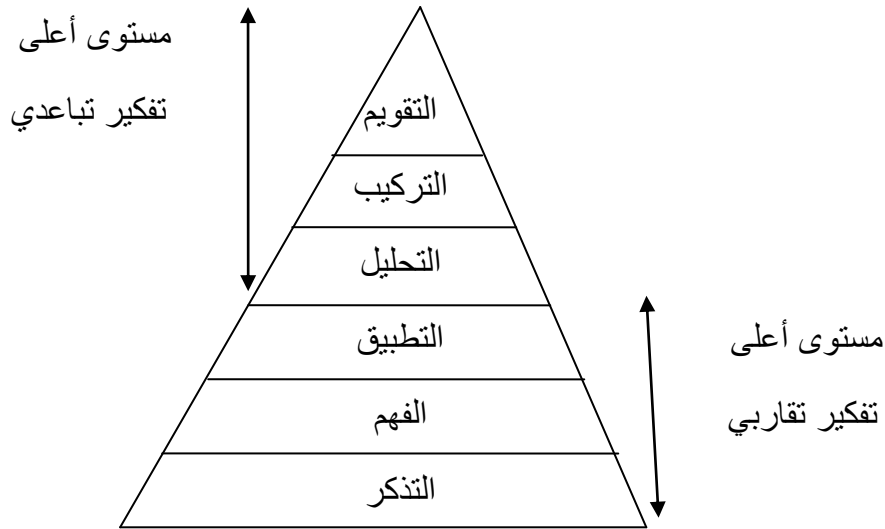 مستوى أعلى
تفكير تباعدي
التقويم
التركيب
التحليل
التطبيق
الفهم
التذكر
مستوى أعلى
تفكير تقاربي